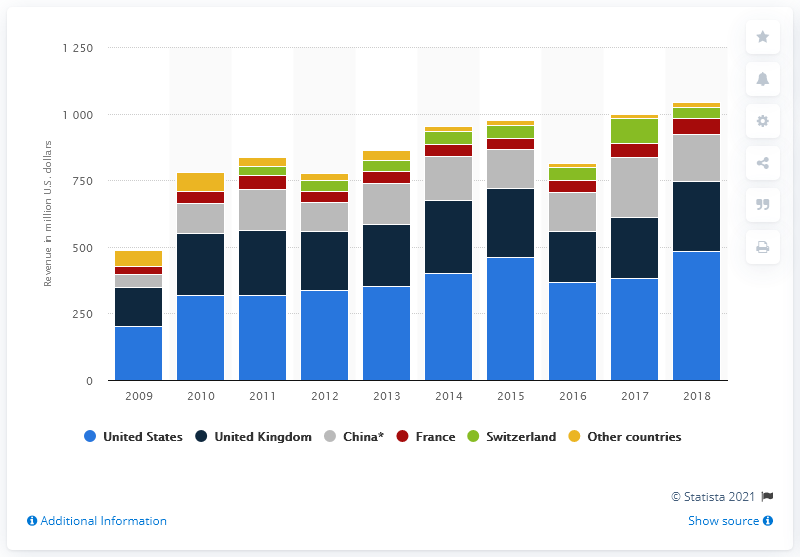 1 250
1 000
750
500
250
0
Revenue in million U.S. dollars
2009 2010 2011 2012 2013 2014 2015 2016 2017 2018
United States United Kingdom China* France Switzerland Other countries
© Statista 2021
Additional Information Show source